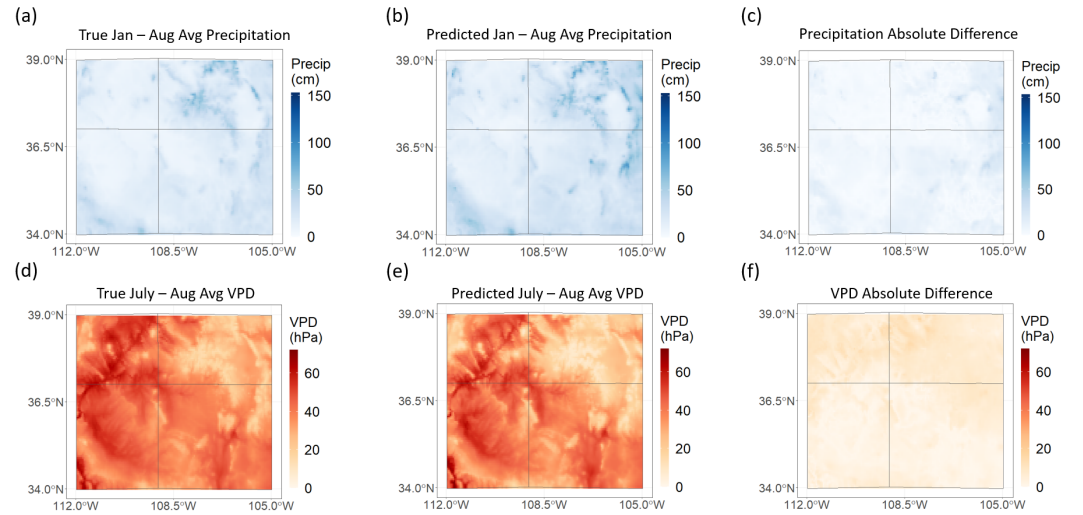 (a)
True Jan – Aug Avg Precipitation
39.0°N
36.5°N
34.0°N
112.0°W 108.5°W 105.0°W
Precip
(cm)
150
100
50
0
(b)
Predicted Jan – Aug Avg Precipitation
39.0°N
36.5°N
34.0°N
112.0°W 108.5°W 105.0°W
Precip
(cm)
150
100
50
0
(c)
Precipitation Absolute Difference
39.0°N
36.5°N
34.0°N
112.0°W 108.5°W 105.0°W
Precip
(cm)
150
100
50
0
(d)
True July – Aug Avg VPD
39.0°N
36.5°N
34.0°N
112.0°W 108.5°W 105.0°W
VPD
(hPa)
60
40
20
0
(e)
Predicted July – Aug Avg VPD
39.0°N
36.5°N
34.0°N
112.0°W 108.5°W 105.0°W
VPD
(hPa)
60
40
20
0
(f)
VPD Absolute Difference
39.0°N
36.5°N
34.0°N
112.0°W 108.5°W 105.0°W
VPD
(hPa)
60
40
20
0